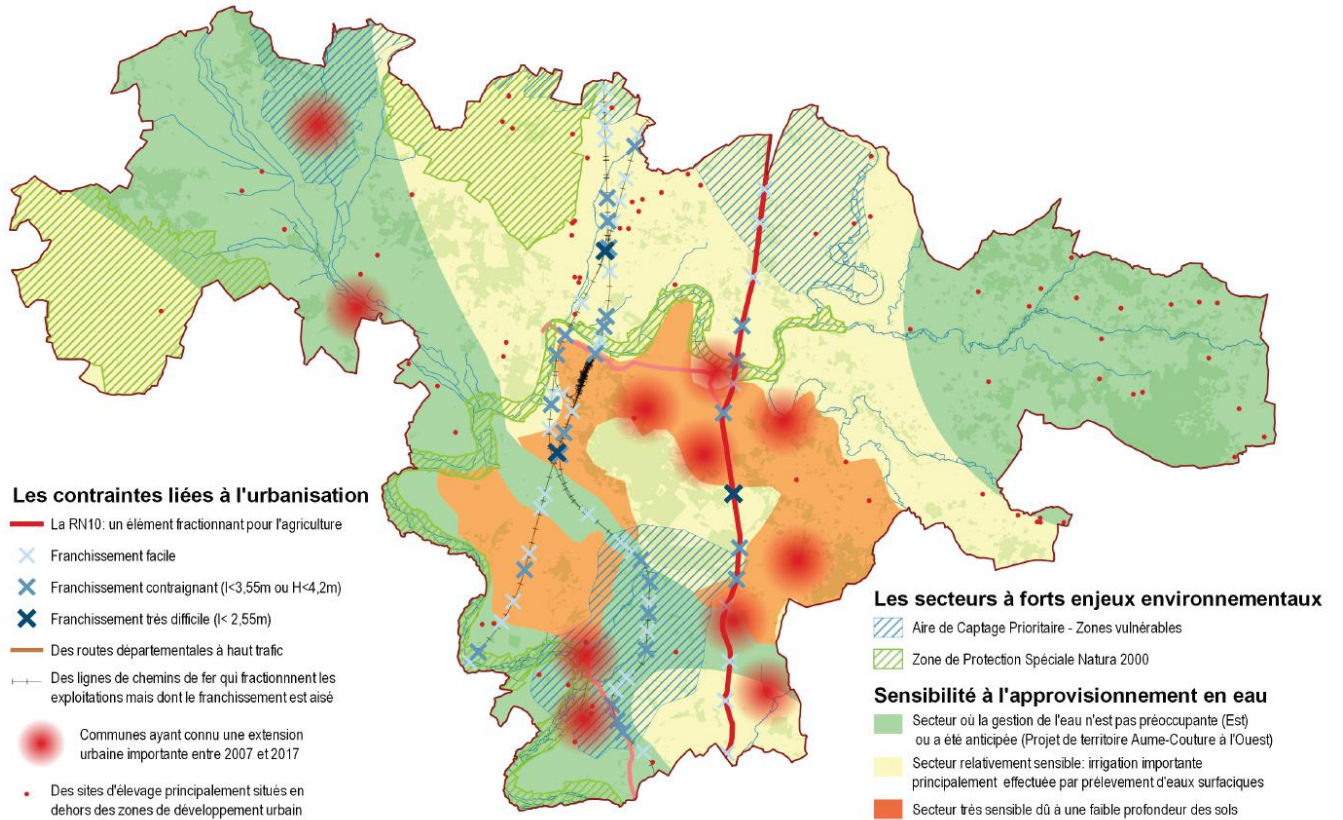 Les contraintes liées à l'urbanisation
La RN10: un élément fractionnant pour l'agriculture
Franchissement facile
Franchissement contraignant (l<3,55m ou H<4,2m)
Franchissement très difficile (l< 2,55m)
Des routes départementales à haut trafic
Des lignes de chemins de fer qui fractionnnent les
exploitations mais dont le franchissement est aisé
Communes ayant connu une extension
urbaine importante entre 2007 et 2017
Des sites d'élevage principalement situés en
dehors des zones de développement urbain
Les secteurs à forts enjeux environnementaux
Aire de Captage Prioritaire - Zones vulnérables
Zone de Protection Spéciale Natura 2000
Sensibilité à l'approvisionnement en eau
Secteur où la gestion de l'eau n'est pas préoccupante (Est)
ou a été anticipée (Projet de territoire Aume-Couture à l'Ouest)
Secteur relativement sensible: irrigation importante
principalement effectuée par prélevement d'eaux surfaciques
Secteur très sensible dû à une faible profondeur des sols